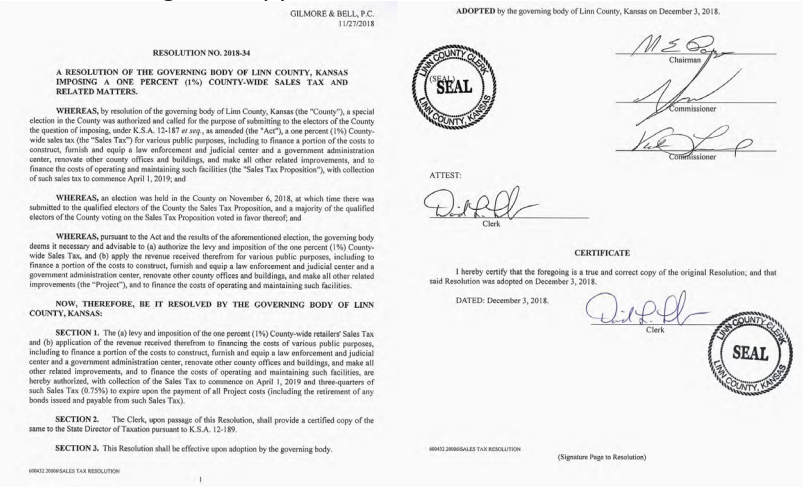 GILMORE & BELL, P.C.
11/27/2018
RESOLUTION NO. 2018-34
A RESOLUTION OF THE GOVERNING BODY OF LINN COUNTY, KANSAS
IMPOSING A ONE PERCENT (1%) COUNTY-WIDE SALES TAX AND
RELATED MATTERS.
WHEREAS, by resolution of the governing body of Linn County, Kansas (the "County"), a special
election in the County was authorized and called for the purpose of submitting to the electors of the County
the question of imposing, under K.S.A. 12-187 et seq., as amended (the "Act"), a one percent (1%) County-
wide sales tax (the "Sales Tax") for various public purposes, including to finance a portion of the costs to
construct, furnish and equip a law enforcement and judicial center and a government administration
center, renovate other county offices and buildings, and make all other related improvements, and to
finance the costs of operating and maintaining such facilities (the "Sales Tax Proposition"), with collection
of such sales tax to commence April 1, 2019; and
WHEREAS, an election was held in the County on November 6, 2018, at which time there was
submitted to the qualified electors of the County the Sales Tax Proposition, and a majority of the qualified
electors of the County voting on the Sales Tax Proposition voted in favor thereof; and
WHEREAS, pursuant to the Act and the results of the aforementioned election, the governing body
deems it necessary and advisable to (a) authorize the levy and imposition of the one percent (1%) County-
wide Sales Tax, and (b) apply the revenue received therefrom for various public purposes, including to
finance a portion of the costs to construct, furnish and equip a law enforcement and judicial center and a
government administration center, renovate other county offices and buildings, and make all other related
improvements (the "Project"), and to finance the costs of operating and maintaining such facilities.
NOW, THEREFORE, BE IT RESOLVED BY THE GOVERNING BODY OF LINN
COUNTY, KANSAS:
SECTION 1. The (a) levy and imposition of the one percent (1%) County-wide retailers' Sales Tax
and (b) application of the revenue received therefrom to financing the costs of various public purposes,
including to finance a portion of the costs to construct, furnish and equip a law enforcement and judicial
center and a government administration center, renovate other county offices and buildings, and make all
other related improvements, and to finance the costs of operating and maintaining such facilities, are
hereby authorized, with collection of the Sales Tax to commence on April 1, 2019 and three-quarters of
such Sales Tax (0.75%) to expire upon the payment of all Project costs (including the retirement of any
bonds issued and payable from such Sales Tax).
SECTION 2. The Clerk, upon passage of this Resolution, shall provide a certified copy of the
same to the State Director of Taxation pursuant to K.S.A. 12-189.
SECTION 3. This Resolution shall be effective upon adoption by the governing body.
SALES TAX RESOLUTION
1
ADOPTED by the governing body of Linn County, Kansas on December 3, 2018.
LINN COUNTY CLERK
(SEAL)
SEAL
LINN COUNTY, KANSAS
Chairman
Commissioner
Commissioner
ATTEST:
Clerk
CERTIFICATE
I hereby certify that the foregoing is a true and correct copy of the original Resolution; and that
said Resolution was adopted on December 3, 2018.
DATED: December 3, 2018.
Clerk
LINN COUNTY CLERK
SEAL
LINN COUNTY, KANSAS
SALES TAX RESOLUTION
(Signature Page to Resolution)